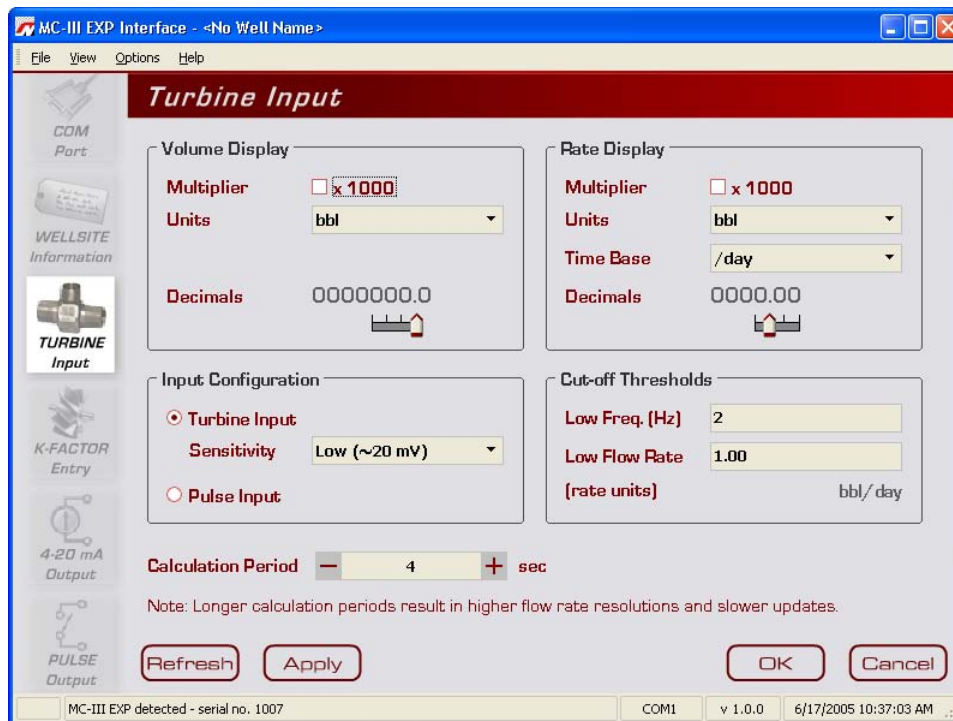 MC-III EXP Interface - <No Well Name>
File View Options Help
COM
Port
WELLSITE
Information
TURBINE
Input
K-FACTOR
Entry
4-20 mA
Output
PULSE
Output
Turbine Input
Volume Display
Multiplier x 1000
Units bbl
Decimals 0000000.0
Rate Display
Multiplier x 1000
Units bbl
Time Base /day
Decimals 0000.00
Input Configuration
Turbine Input
Sensitivity Low (~20 mV)
Pulse Input
Cut-off Thresholds
Low Freq. (Hz) 2
Low Flow Rate 1.00
(rate units) bbl/day
Calculation Period − 4 + sec
Note: Longer calculation periods result in higher flow rate resolutions and slower updates.
Refresh Apply OK Cancel
MC-III EXP detected - serial no. 1007 COM1 v 1.0.0 6/17/2005 10:37:03 AM